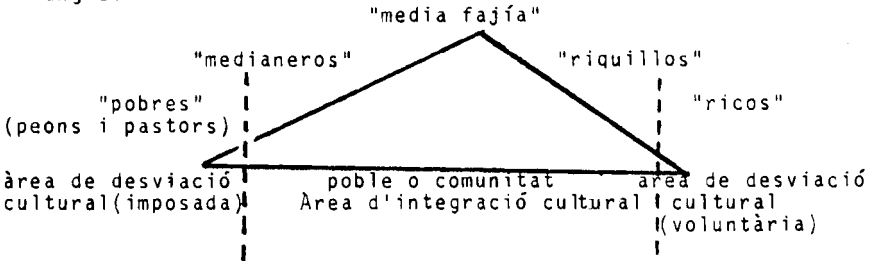 "media fajía"
"medianeros"
"riquillos"
"pobres"
(peons i pastors)
"ricos"
àrea de desviació
cultural(imposada)
poble o comunitat
Àrea d'integració cultural
àrea de desviació
cultural
(voluntària)